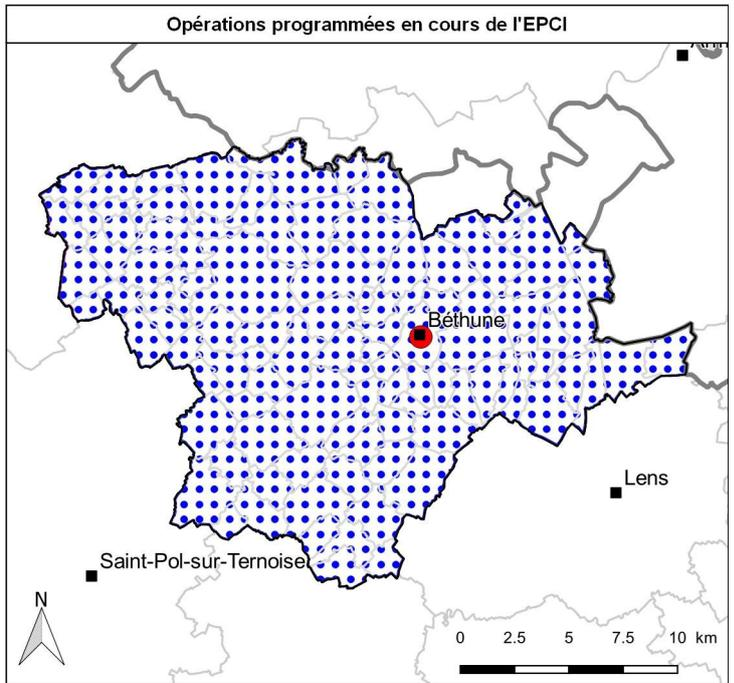 Opérations programmées en cours de l'EPCI
Béthune
Lens
Saint-Pol-sur-Ternoise
N
0 2.5 5 7.5 10 km